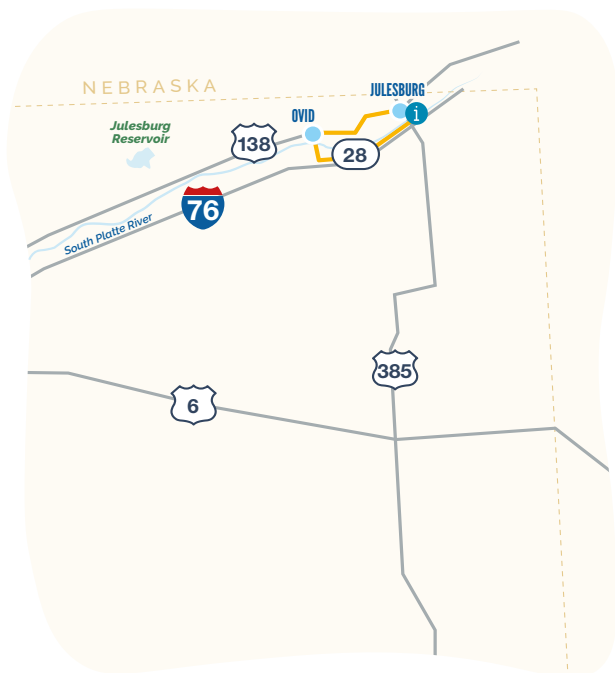 NEBRASKA
JULESBURG
i
OVID
Julesburg
Reservoir
138
28
76
South Platte River
385
6